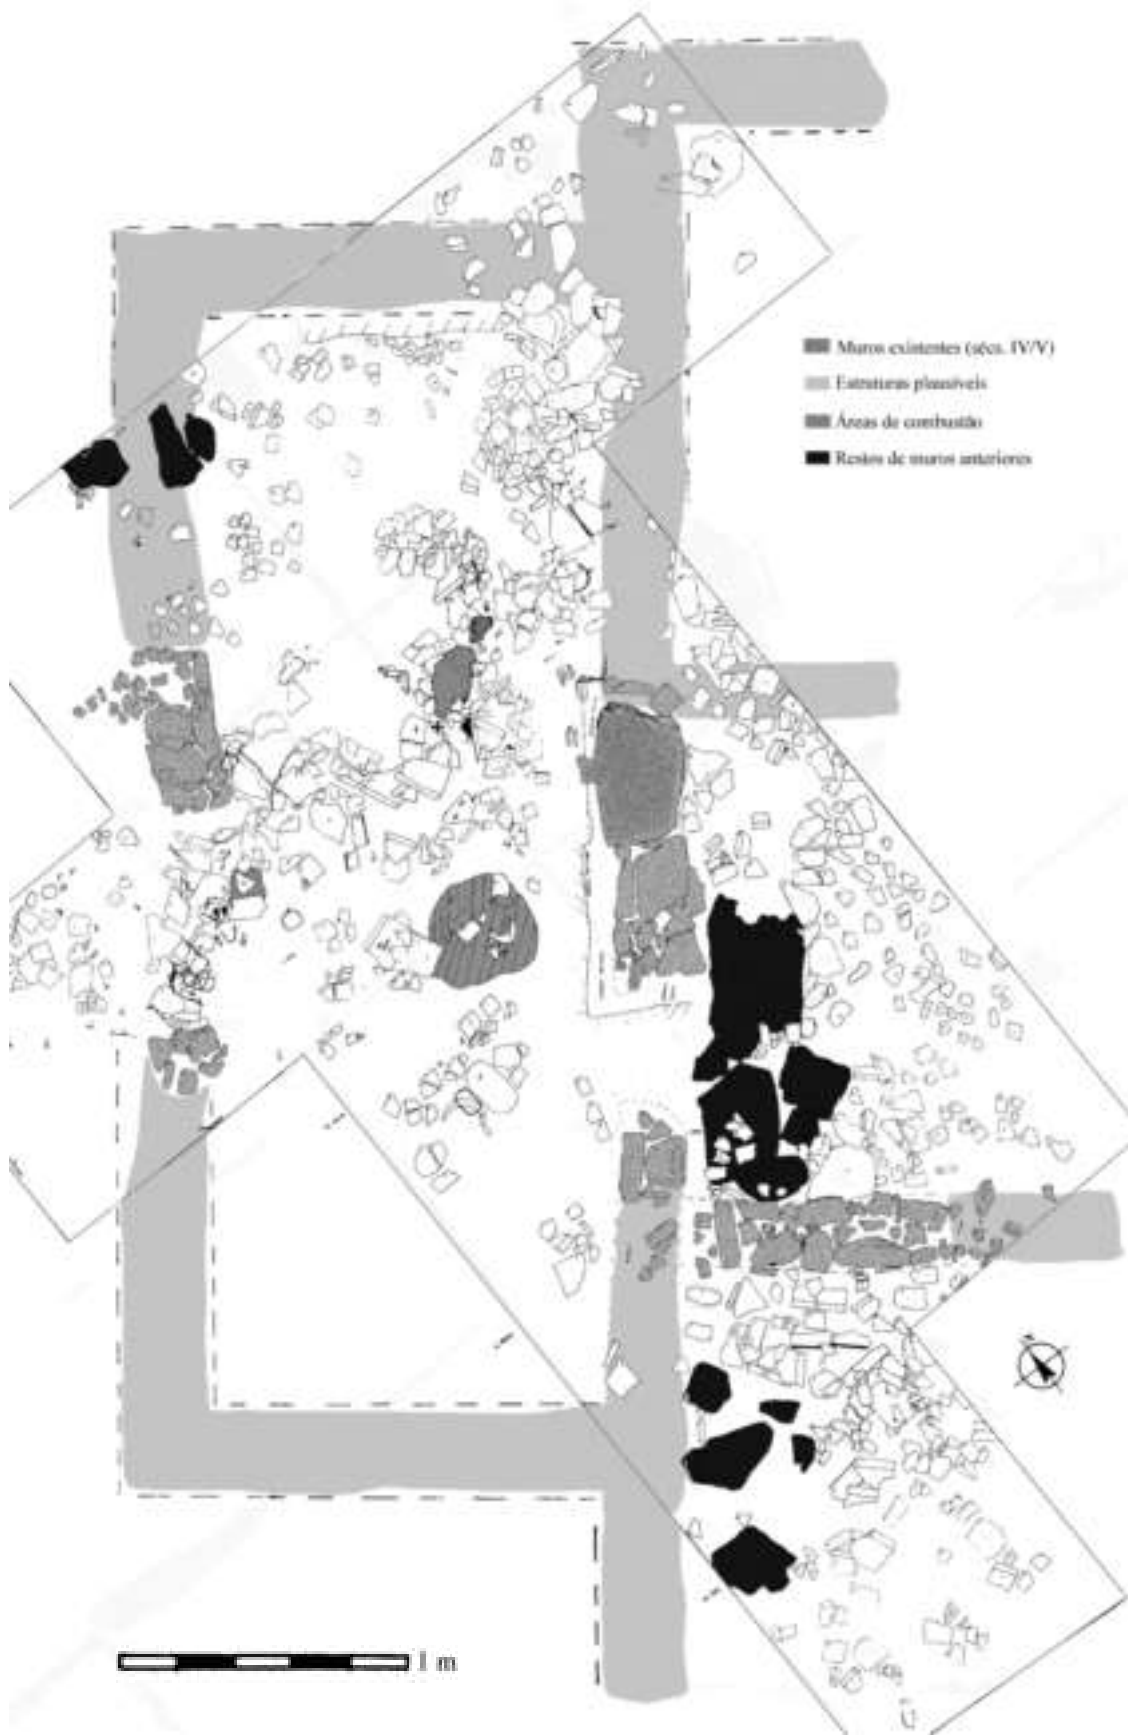 Muros existentes (sécs. IV/V)
Estruturas plausíveis
Áreas de combustão
Restos de muros anteriores
1 m